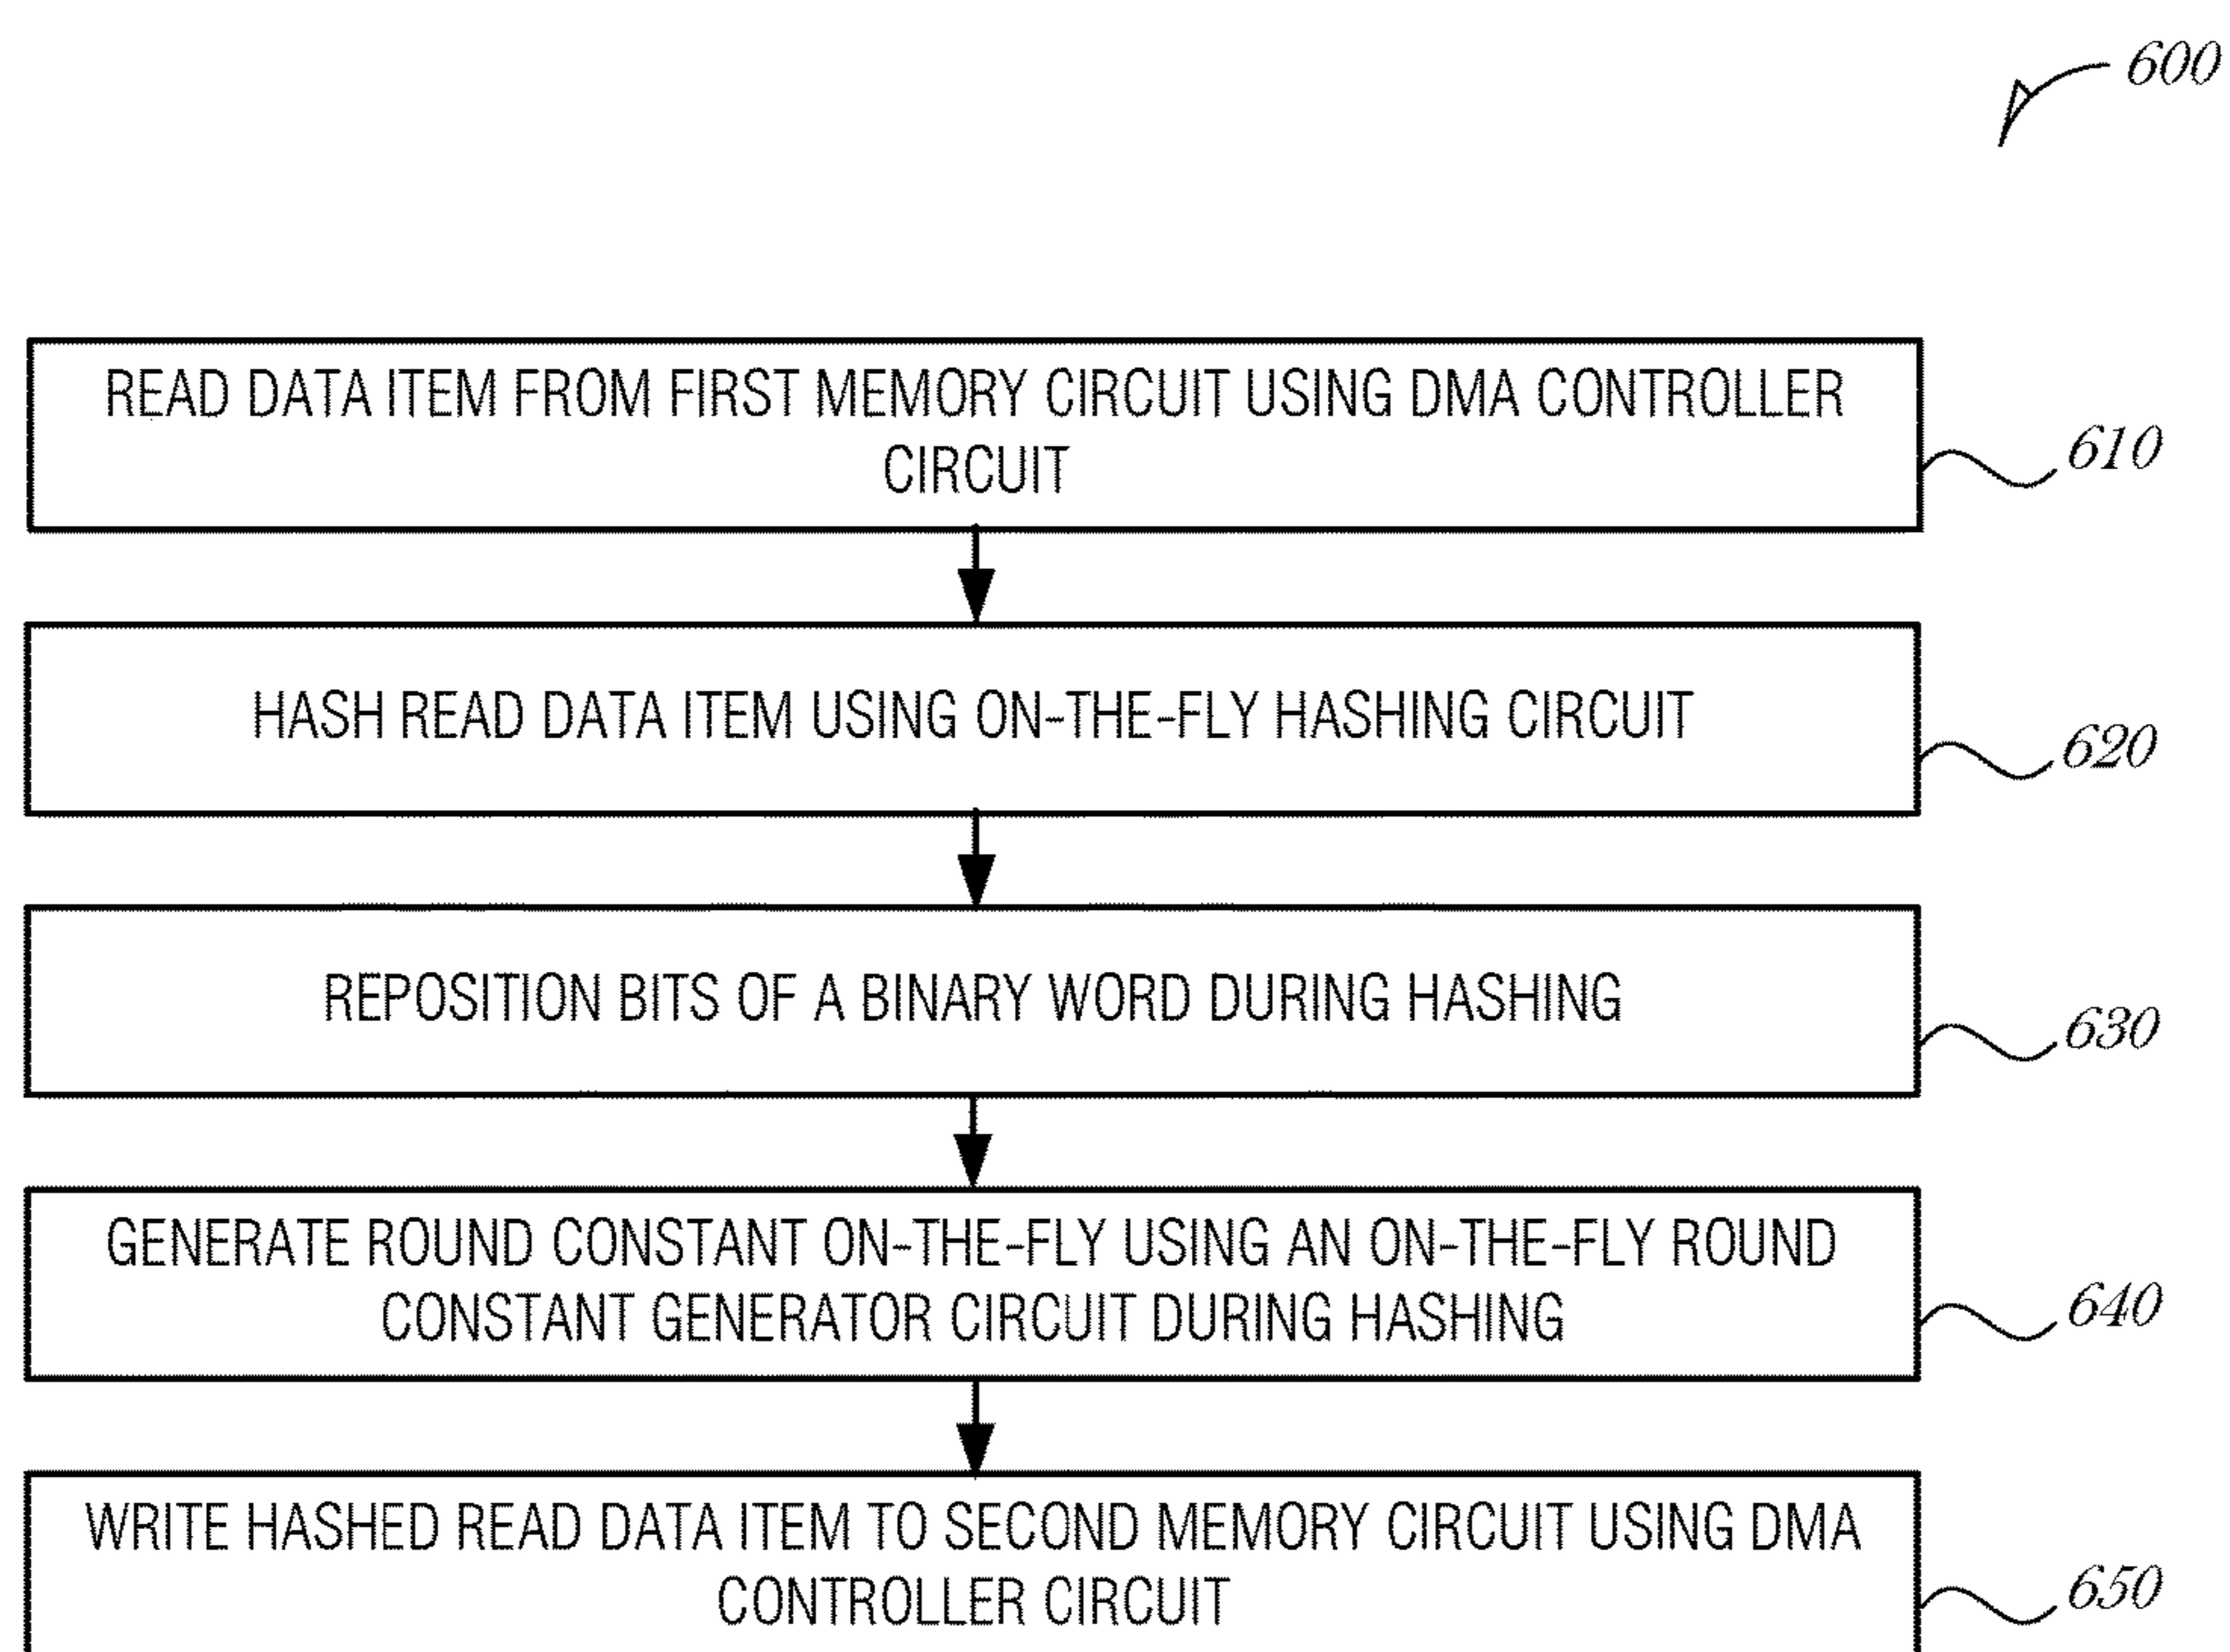 600
READ DATA ITEM FROM FIRST MEMORY CIRCUIT USING DMA CONTROLLER
CIRCUIT
610
HASH READ DATA ITEM USING ON-THE-FLY HASHING CIRCUIT
620
REPOSITION BITS OF A BINARY WORD DURING HASHING
630
GENERATE ROUND CONSTANT ON-THE-FLY USING AN ON-THE-FLY ROUND
CONSTANT GENERATOR CIRCUIT DURING HASHING
640
WRITE HASHED READ DATA ITEM TO SECOND MEMORY CIRCUIT USING DMA
CONTROLLER CIRCUIT
650